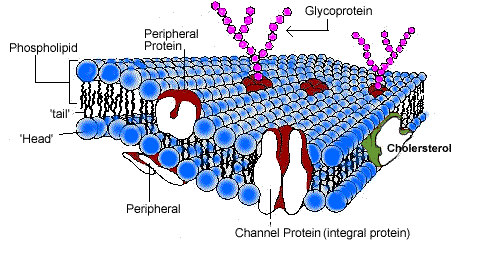 Glycoprotein
Peripheral
Protein
Phospholipid
'tail'
'Head'
Cholersterol
Peripheral
Channel Protein (integral protein)